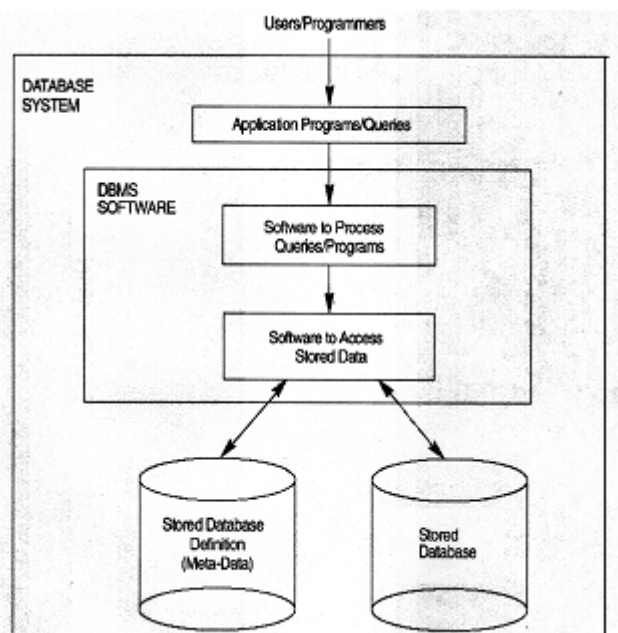 Users/Programmers
DATABASE
SYSTEM
Application Programs/Queries
DBMS
SOFTWARE
Software to Process
Queries/Programs
Software to Access
Stored Data
Stored Database
Definition
(Meta-Data)
Stored
Database